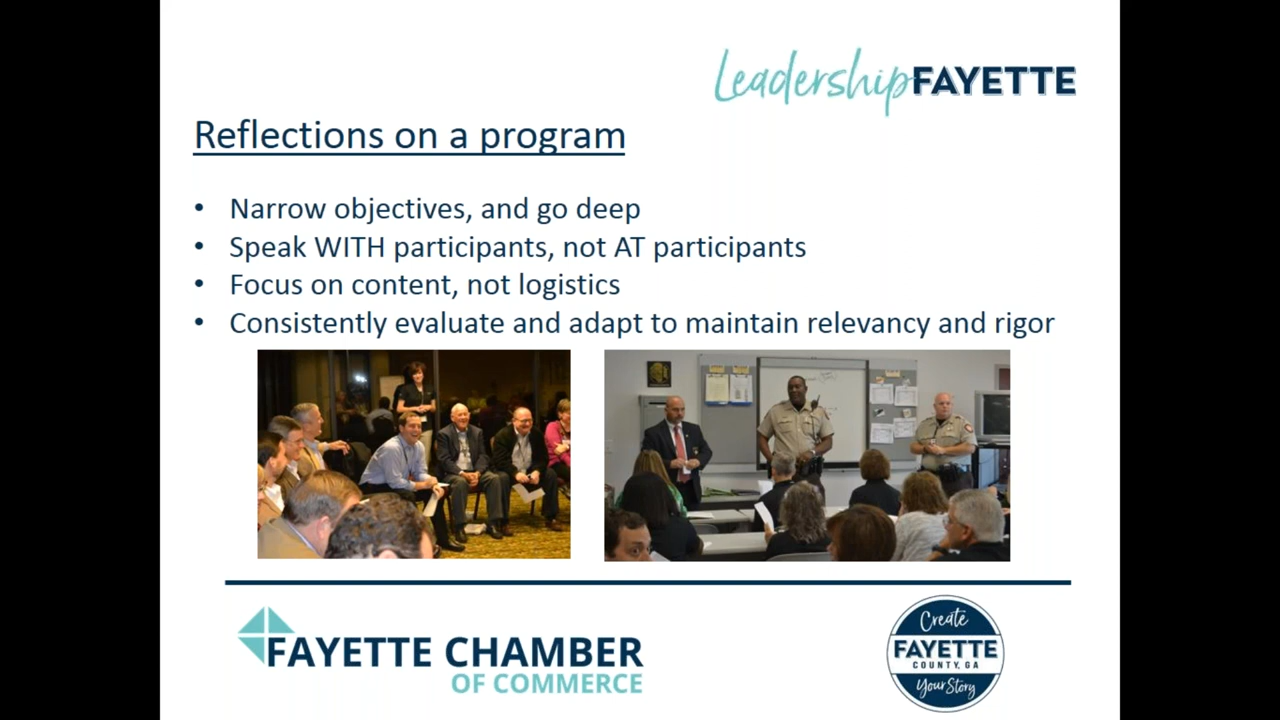 LeadershipFAYETTE
Reflections on a program
• Narrow objectives, and go deep
• Speak WITH participants, not AT participants
• Focus on content, not logistics
• Consistently evaluate and adapt to maintain relevancy and rigor
FAYETTE CHAMBER
OF COMMERCE
Create
FAYETTE
COUNTY, GA
Your Story